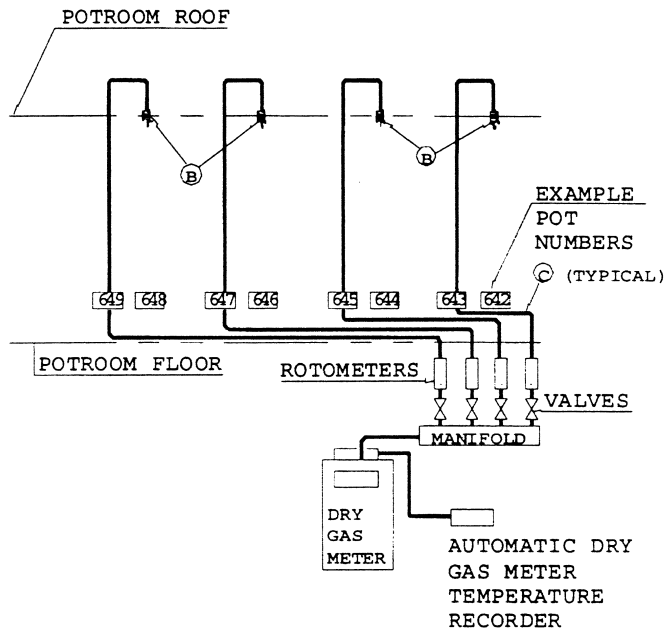 POTROOM ROOF
B
B
EXAMPLE
POT
NUMBERS
C (TYPICAL)
649 648 647 646 645 644 643 642
POTROOM FLOOR
ROTOMETERS
VALVES
MANIFOLD
DRY
GAS
METER
AUTOMATIC DRY
GAS METER
TEMPERATURE
RECORDER